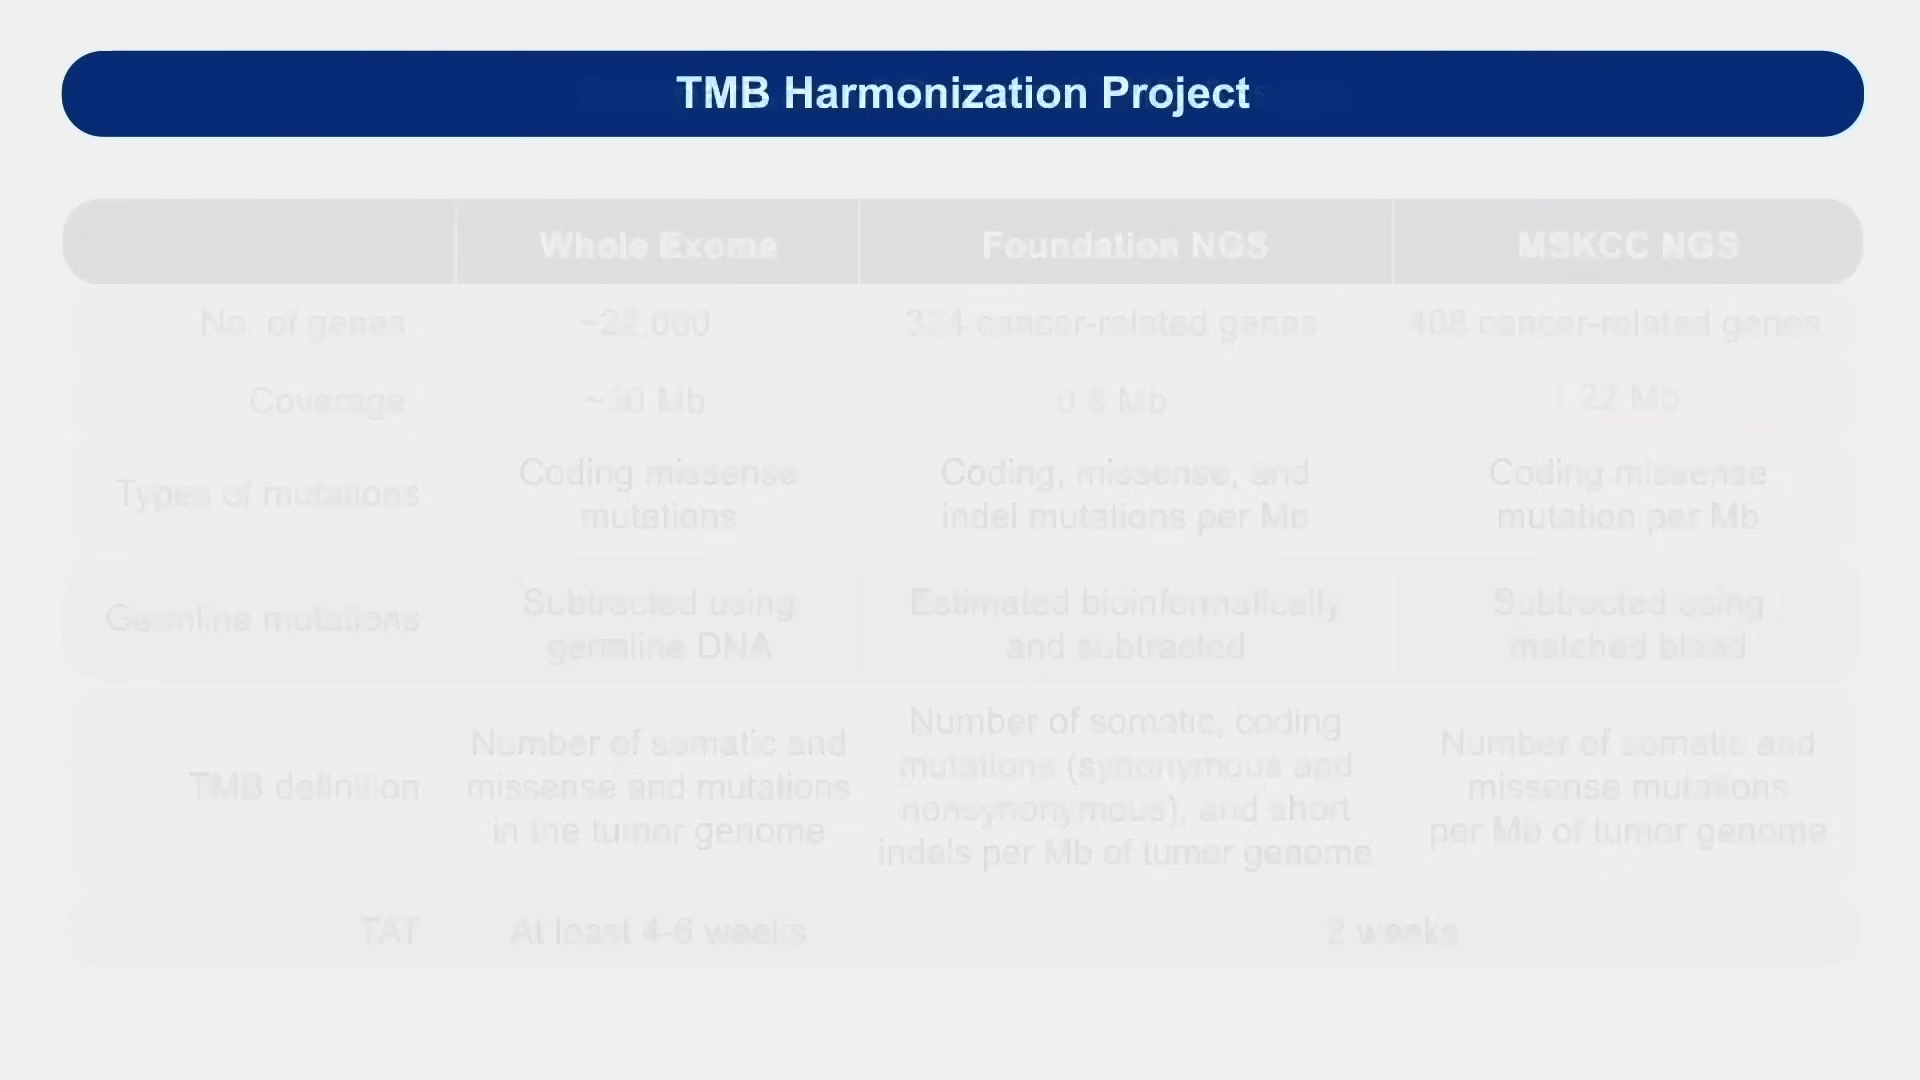 TMB Harmonization Project
Whole Exome Foundation NGS MSKCC NGS
No. of genes ~22,000 324 cancer-related genes 468 cancer-related genes
Coverage ~30 Mb 0.8 Mb 1.22 Mb
Types of mutations
Coding missense
mutations
Coding, missense, and
indel mutations per Mb
Coding missense
mutation per Mb
Germline mutations
Subtracted using
germline DNA
Estimated bioinformatically
and subtracted
Subtracted using
matched blood
TMB definition
Number of somatic and
missense and mutations
in the tumor genome
Number of somatic, coding
mutations (synonymous and
nonsynonymous), and short
indels per Mb of tumor genome
Number of somatic and
missense mutations
per Mb of tumor genome
TAT At least 4-6 weeks 2 weeks